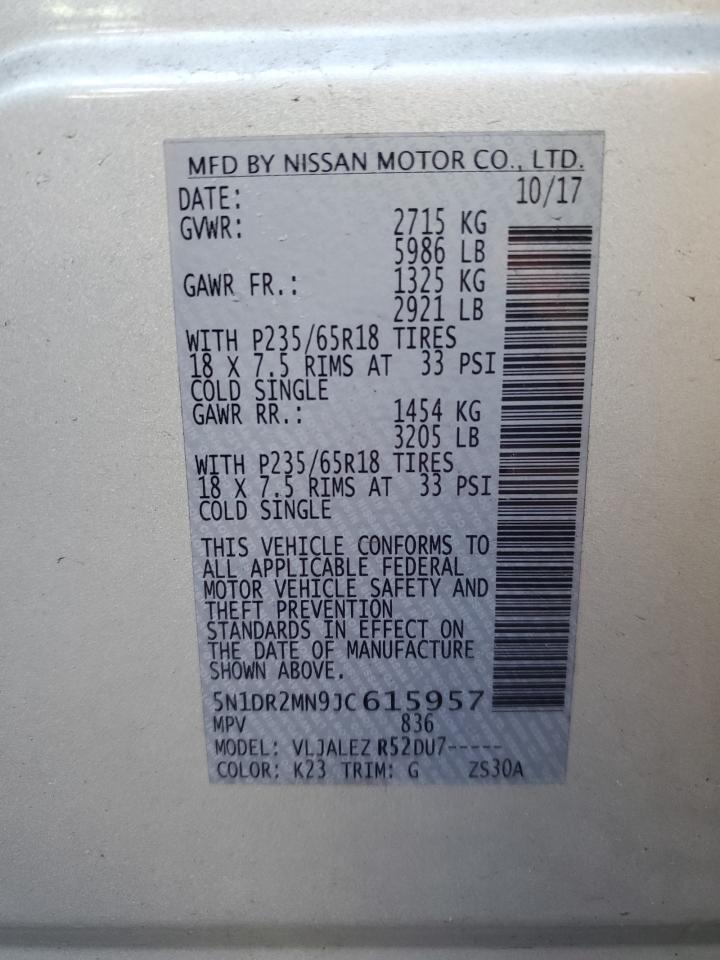 MFD BY NISSAN MOTOR CO., LTD.
DATE: 10/17
GVWR: 2715 KG
5986 LB
GAWR FR.: 1325 KG
2921 LB
WITH P235/65R18 TIRES
18 X 7.5 RIMS AT 33 PSI
COLD SINGLE
GAWR RR.: 1454 KG
3205 LB
WITH P235/65R18 TIRES
18 X 7.5 RIMS AT 33 PSI
COLD SINGLE
THIS VEHICLE CONFORMS TO
ALL APPLICABLE FEDERAL
MOTOR VEHICLE SAFETY AND
THEFT PREVENTION
STANDARDS IN EFFECT ON
THE DATE OF MANUFACTURE
SHOWN ABOVE.
5N1DR2MN9JC615957
MPV 836
MODEL: VLJALEZ R52DU7-----
COLOR: K23 TRIM: G ZS30A